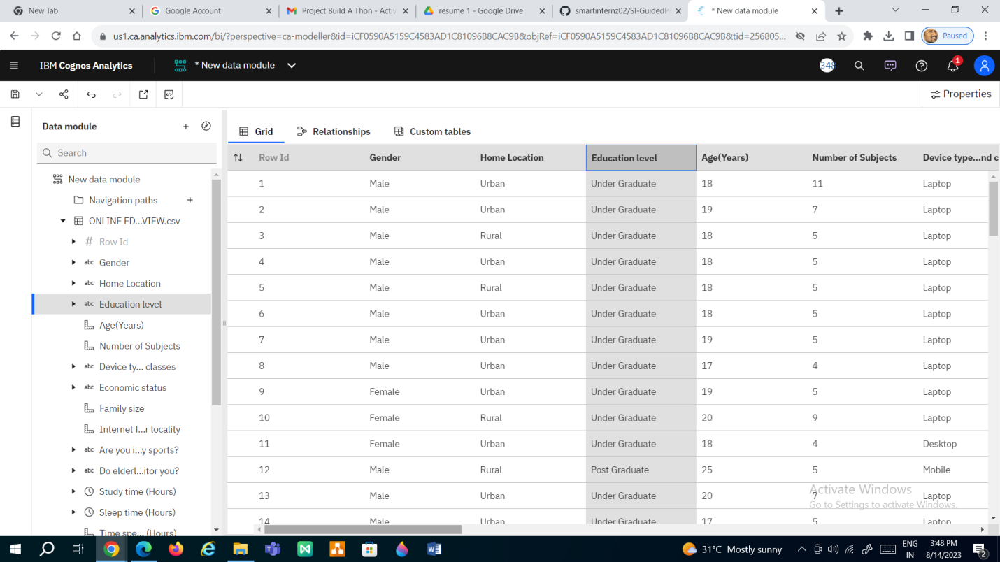 New Tab
Google Account
Project Build A Thon - Activ
resume 1 - Google Drive
smartinternz02/SI-GuidedP
* New data module
us1.ca.analytics.ibm.com/bi/?perspective=ca-modeller&id=iCF0590A5159C4583AD1C81096B8CAC9B&objRef=iCF0590A5159C4583AD1C81096B8CAC9B&tid=256805...
Paused
IBM Cognos Analytics
* New data module
348
1
Properties
Data module
Search
New data module
Navigation paths
ONLINE ED...VIEW.csv
# Row Id
abc Gender
abc Home Location
abc Education level
Age(Years)
Number of Subjects
abc Device ty... classes
abc Economic status
Family size
Internet f...r locality
abc Are you i...y sports?
abc Do elderl...itor you?
Study time (Hours)
Sleep time (Hours)
Time spe... (Hours)
Grid Relationships Custom tables
Row Id Gender Home Location Education level Age(Years) Number of Subjects Device type...nd c
1 Male Urban Under Graduate 18 11 Laptop
2 Male Urban Under Graduate 19 7 Laptop
3 Male Rural Under Graduate 18 5 Laptop
4 Male Urban Under Graduate 18 5 Laptop
5 Male Rural Under Graduate 18 5 Laptop
6 Male Urban Under Graduate 18 5 Laptop
7 Male Urban Under Graduate 19 5 Laptop
8 Male Urban Under Graduate 17 4 Laptop
9 Female Urban Under Graduate 19 5 Laptop
10 Female Rural Under Graduate 20 9 Laptop
11 Female Urban Under Graduate 18 4 Desktop
12 Male Rural Post Graduate 25 5 Mobile
13 Male Urban Under Graduate 20 7 Laptop
14 Male Urban Under Graduate 17 5 Laptop
Activate Windows
Go to Settings to activate Windows.
31°C Mostly sunny
ENG
IN
3:48 PM
8/14/2023
2